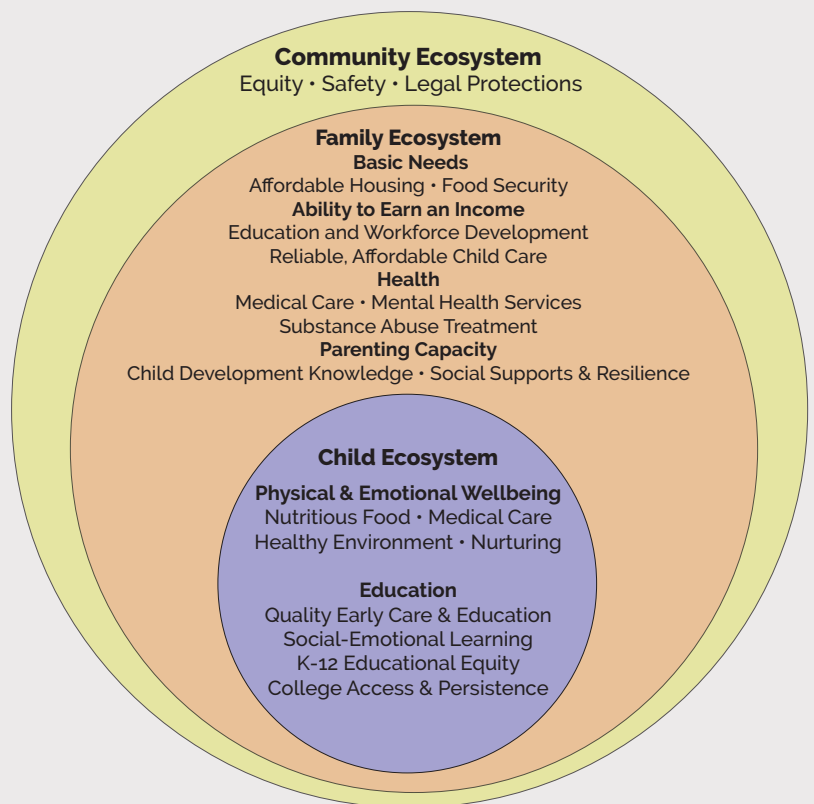 Community Ecosystem
Equity • Safety • Legal Protections
Family Ecosystem
Basic Needs
Affordable Housing • Food Security
Ability to Earn an Income
Education and Workforce Development
Reliable, Affordable Child Care
Health
Medical Care • Mental Health Services
Substance Abuse Treatment
Parenting Capacity
Child Development Knowledge • Social Supports & Resilience
Child Ecosystem
Physical & Emotional Wellbeing
Nutritious Food • Medical Care
Healthy Environment • Nurturing
Education
Quality Early Care & Education
Social-Emotional Learning
K-12 Educational Equity
College Access & Persistence